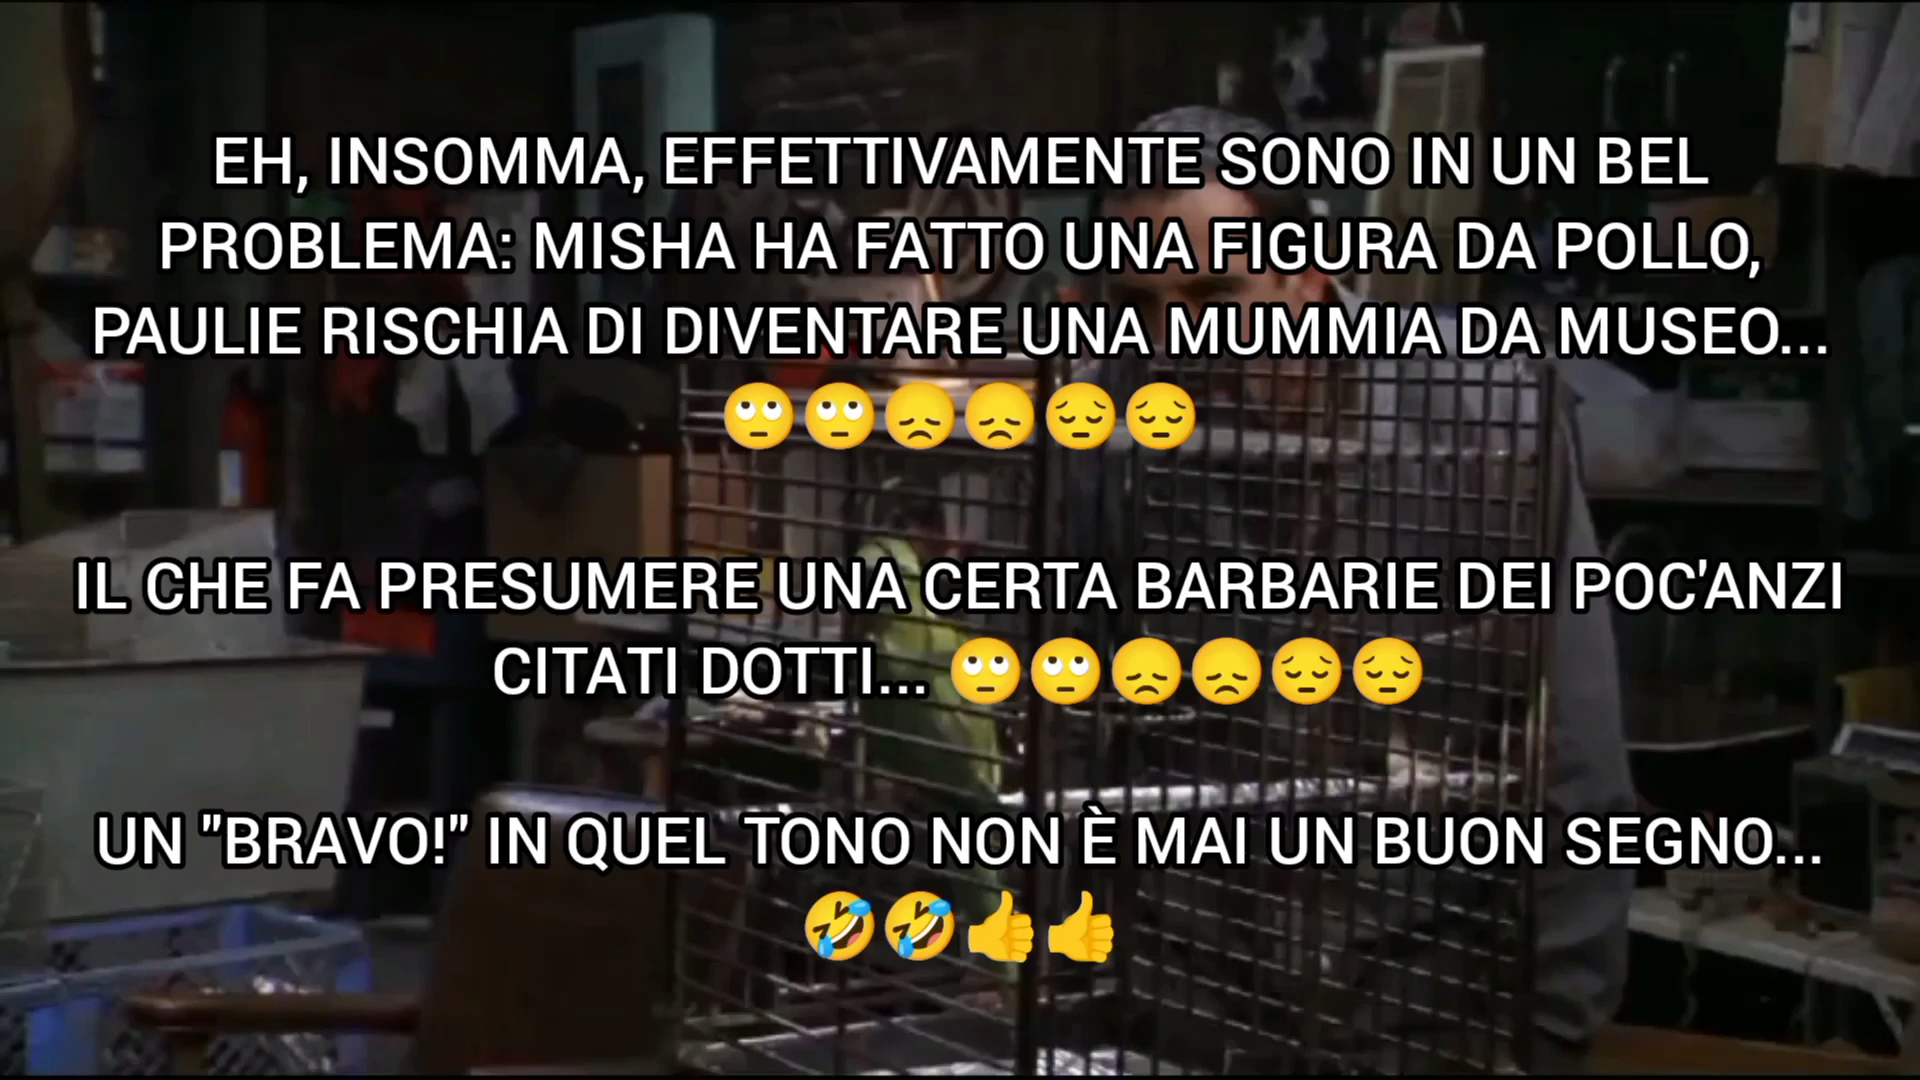 EH, INSOMMA, EFFETTIVAMENTE SONO IN UN BEL
PROBLEMA: MISHA HA FATTO UNA FIGURA DA POLLO,
PAULIE RISCHIA DI DIVENTARE UNA MUMMIA DA MUSEO...
🙄🙄😞😞😔😔
IL CHE FA PRESUMERE UNA CERTA BARBARIE DEI POC'ANZI
CITATI DOTTI... 🙄🙄😞😞😔😔
UN "BRAVO!" IN QUEL TONO NON È MAI UN BUON SEGNO...
🤣🤣👍👍